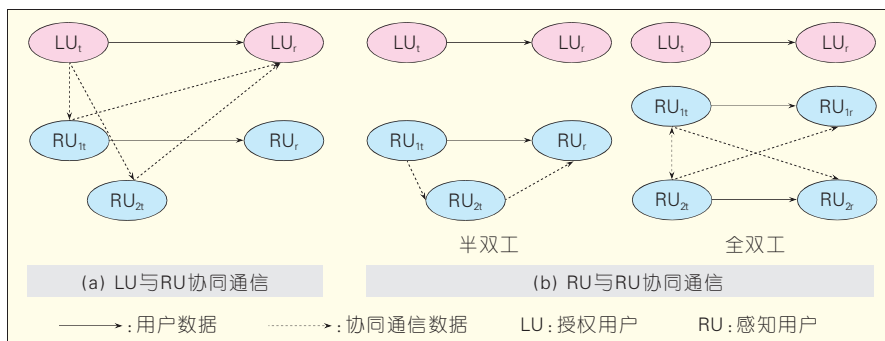 LUt LUr LUt LUr LUt LUr
RU1t RU1r
RU1t RUr RU1t RUr
RU2t RU2t RU2t RU2r
半双工 全双工
(a) LU与RU协同通信 (b) RU与RU协同通信
:用户数据 :协同通信数据 LU:授权用户 RU:感知用户